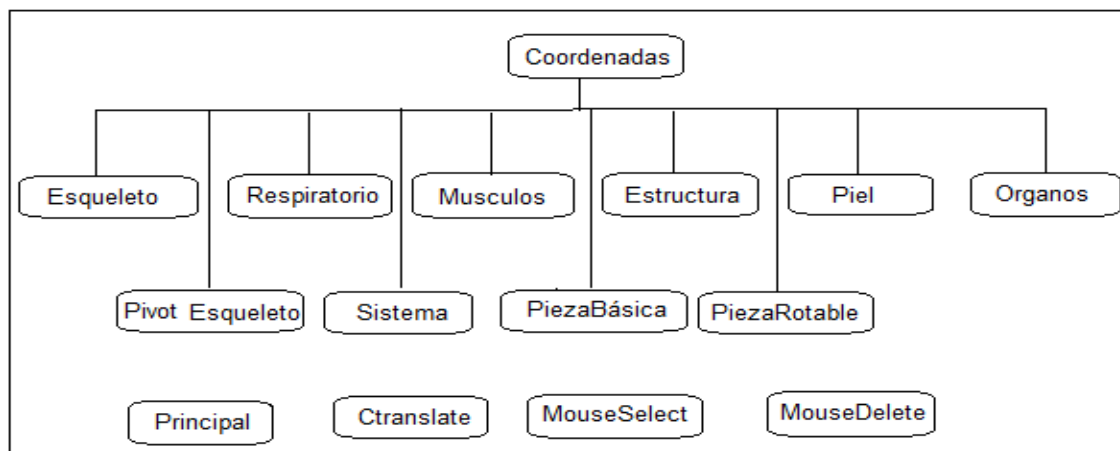 Coordenadas
Esqueleto
Respiratorio
Musculos
Estructura
Piel
Organos
Pivot Esqueleto
Sistema
PiezaBásica
PiezaRotable
Principal
Ctranslate
MouseSelect
MouseDelete